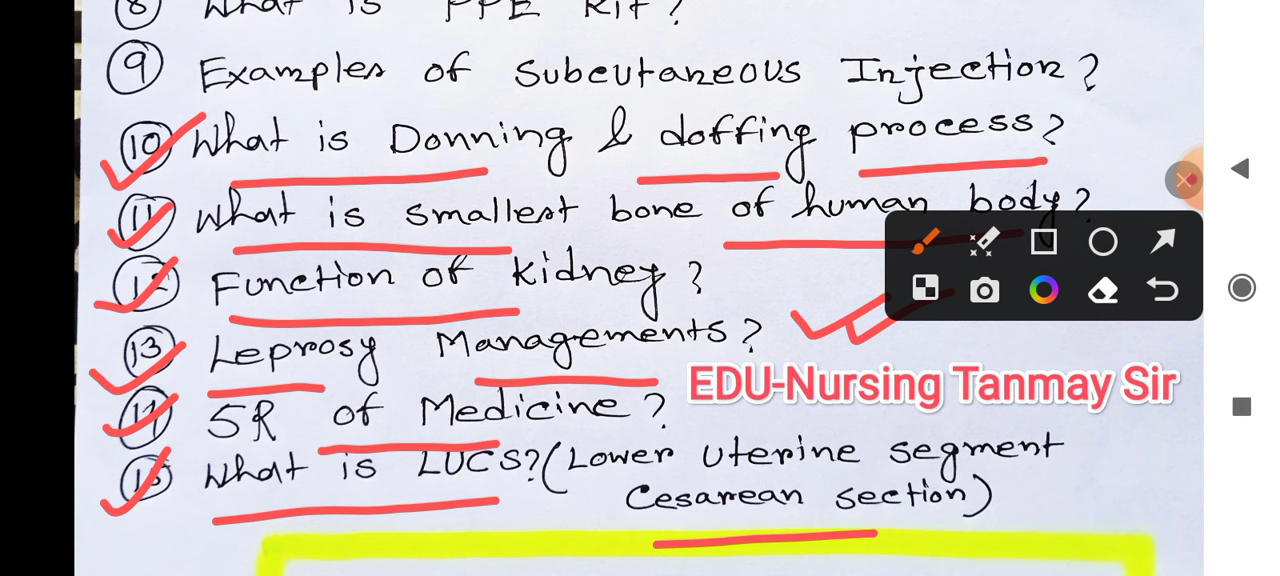 8 What is PPE Kit?
9 Examples of Subcutaneous Injection?
10 What is Donning & doffing process?
11 What is smallest bone of human body?
12 Function of kidney?
13 Leprosy Managements?
EDU-Nursing Tanmay Sir
14 5R of Medicine?
15 What is LUCS? (Lower uterine segment
Cesarean section)